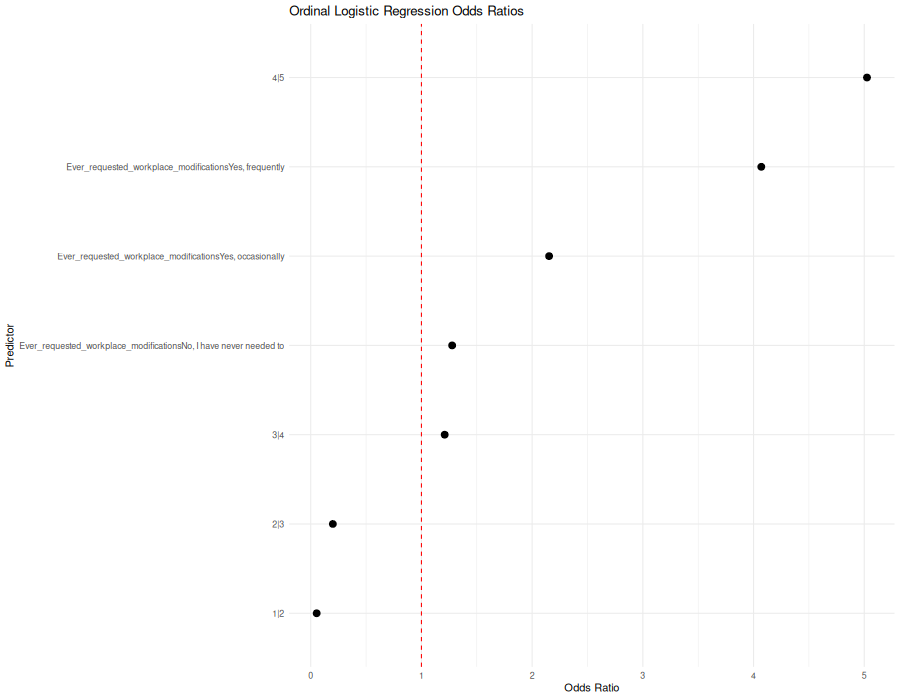 Ordinal Logistic Regression Odds Ratios
4|5
Ever_requested_workplace_modificationsYes, frequently
Ever_requested_workplace_modificationsYes, occasionally
Ever_requested_workplace_modificationsNo, I have never needed to
3|4
2|3
1|2
Predictor
0 1 2 3 4 5
Odds Ratio